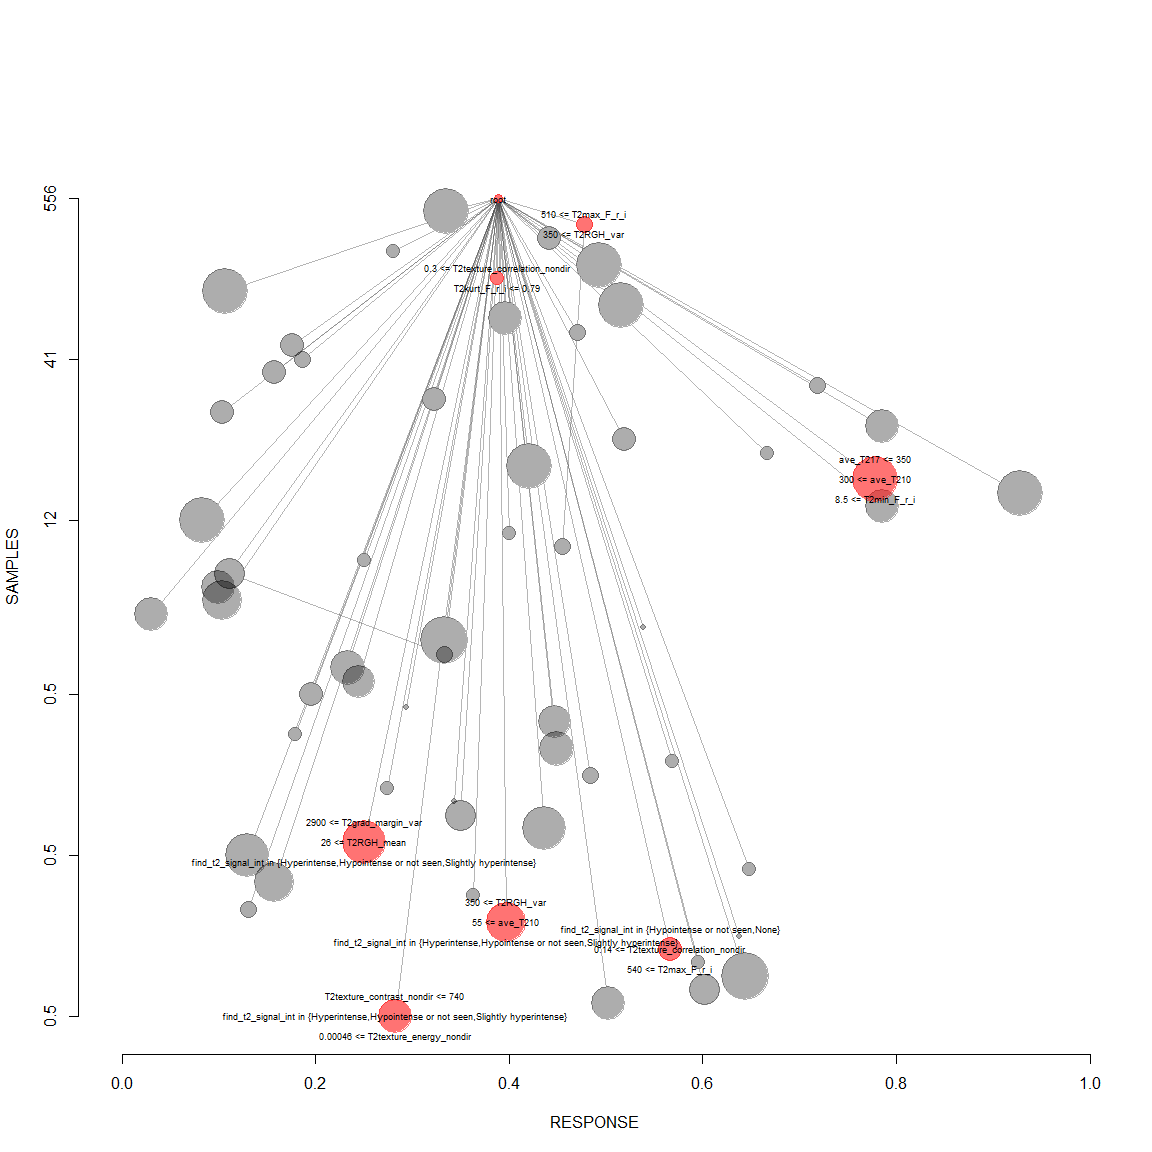 556
41
12
0.5
0.5
0.5
SAMPLES
root
510 <= T2max_F_r_i
350 <= T2RGH_var
0.3 <= T2texture_correlation_nondir
T2kurt_F_r_i <= 0.79
ave_T217 <= 350
300 <= ave_T210
8.5 <= T2min_F_r_i
2900 <= T2grad_margin_var
26 <= T2RGH_mean
find_t2_signal_int in {Hyperintense,Hypointense or not seen,Slightly hyperintense}
350 <= T2RGH_var
55 <= ave_T210
find_t2_signal_int in {Hyperintense,Hypointense or not seen,Slightly hyperintense}
find_t2_signal_int in {Hypointense or not seen,None}
0.14 <= T2texture_correlation_nondir
540 <= T2max_F_r_i
T2texture_contrast_nondir <= 740
find_t2_signal_int in {Hyperintense,Hypointense or not seen,Slightly hyperintense}
0.00046 <= T2texture_energy_nondir
0.0 0.2 0.4 0.6 0.8 1.0
RESPONSE